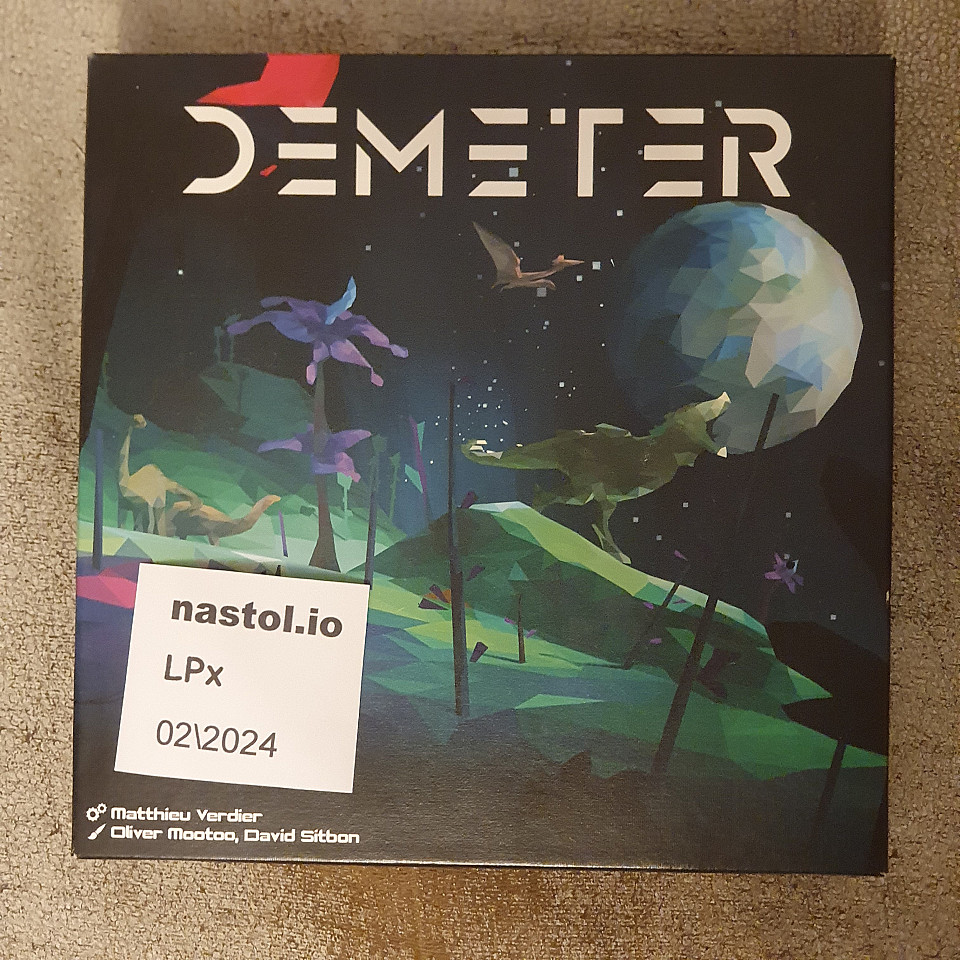 DEMETER
nastol.io
LPx
02\2024
Matthieu Verdier
Oliver Mootoo, David Sitbon